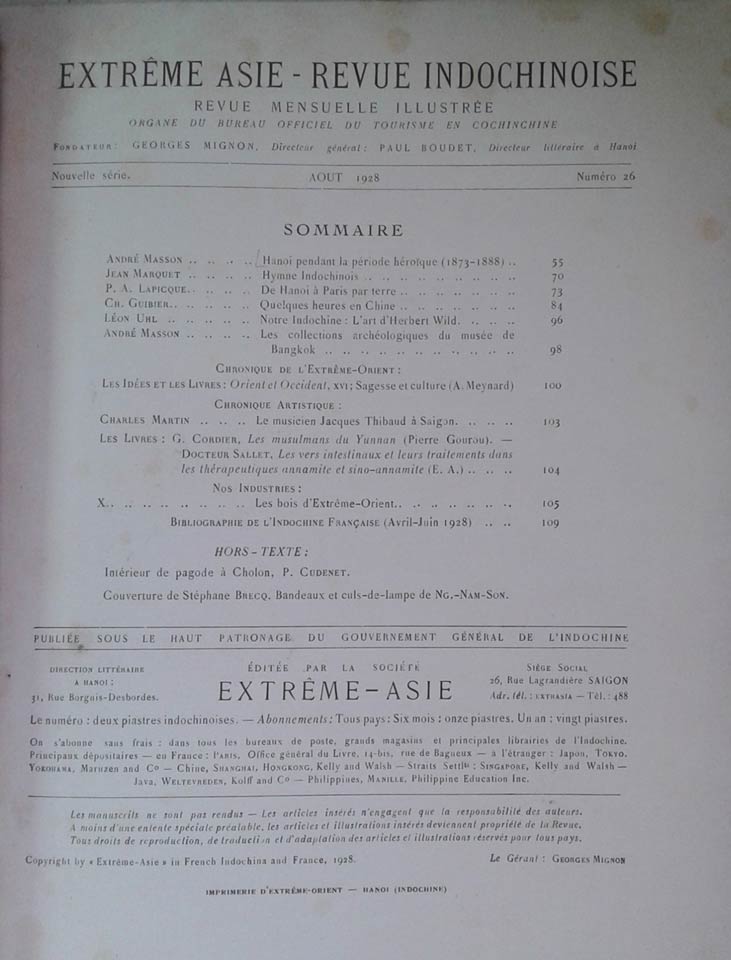 EXTRÊME ASIE - REVUE INDOCHINOISE
REVUE MENSUELLE ILLUSTRÉE
ORGANE DU BUREAU OFFICIEL DU TOURISME EN COCHINCHINE
FONDATEUR: GEORGES MIGNON, Directeur général: PAUL BOUDET, Directeur littéraire à Hanoi
Nouvelle série. AOUT 1928 Numéro 26
SOMMAIRE
ANDRÉ MASSON .. .. .. .. Hanoi pendant la période héroïque (1873-1888) .. 55
JEAN MARQUET .. .. .. .. Hymne Indochinois .. .. .. .. .. .. .. .. .. 70
P. A. LAPICQUE.. .. .. .. De Hanoi à Paris par terre .. .. .. .. .. .. .. 73
CH. GUIBIER.. .. .. .. .. Quelques heures en Chine .. .. .. .. .. .. .. 84
LÉON UHL .. .. .. .. .. Notre Indochine : L'art d'Herbert Wild. .. .. .. 96
ANDRÉ MASSON .. .. .. .. Les collections archéologiques du musée de
Bangkok .. .. .. .. .. .. .. .. .. .. .. 98
CHRONIQUE DE L'EXTRÊME-ORIENT :
LES IDÉES ET LES LIVRES : Orient et Occident, XVI ; Sagesse et culture (A. Meynard) 100
CHRONIQUE ARTISTIQUE :
CHARLES MARTIN .. .. .. Le musicien Jacques Thibaud à Saigon. .. .. .. 103
LES LIVRES : G. CORDIER, Les musulmans du Yunnan (Pierre Gourou). —
DOCTEUR SALLET, Les vers intestinaux et leurs traitements dans
les thérapeutiques annamite et sino-annamite (E. A.) .. .. .. 104
NOS INDUSTRIES :
X.. .. .. .. .. .. .. .. .. Les bois d'Extrême-Orient.. .. .. .. .. .. .. 105
BIBLIOGRAPHIE DE L'INDOCHINE FRANÇAISE (Avril-Juin 1928) .. .. 109
HORS-TEXTE :
Intérieur de pagode à Cholon, P. CUDENET.
Couverture de Stéphane BRECQ. Bandeaux et culs-de-lampe de NG.-NAM-SON.
PUBLIÉE SOUS LE HAUT PATRONAGE DU GOUVERNEMENT GÉNÉRAL DE L'INDOCHINE
DIRECTION LITTÉRAIRE
A HANOI :
31, Rue Borgnis-Desbordes.
ÉDITÉE PAR LA SOCIÉTÉ
EXTRÊME-ASIE
SIÈGE SOCIAL
26, Rue Lagrandière SAIGON
Adr. tél. : EXTRASIA — Tél. : 488
Le numéro : deux piastres indochinoises. — Abonnements : Tous pays : Six mois : onze piastres. Un an : vingt piastres.
On s'abonne sans frais : dans tous les bureaux de poste, grands magasins et principales librairies de l'Indochine.
Principaux dépositaires — en France : PARIS, Office général du Livre, 14-bis, rue de Bagneux — à l'étranger : Japon, TOKYO,
YOKOHAMA, Maruzen and Co — Chine, SHANGHAI, HONGKONG, Kelly and Walsh — Straits Settlts : SINGAPORE, Kelly and Walsh —
Java, WELTEVREDEN, Kolff and Co — Philippines, MANILLE, Philippine Education Inc.
Les manuscrits ne sont pas rendus — Les articles insérés n'engagent que la responsabilité des auteurs.
A moins d'une entente spéciale préalable, les articles et illustrations insérés deviennent propriété de la Revue.
Tous droits de reproduction, de traduction et d'adaptation des articles et illustrations réservés pour tous pays.
Copyright by « Extrême-Asie » in French Indochina and France, 1928. Le Gérant : GEORGES MIGNON
IMPRIMERIE D'EXTRÊME-ORIENT — HANOI (INDOCHINE)